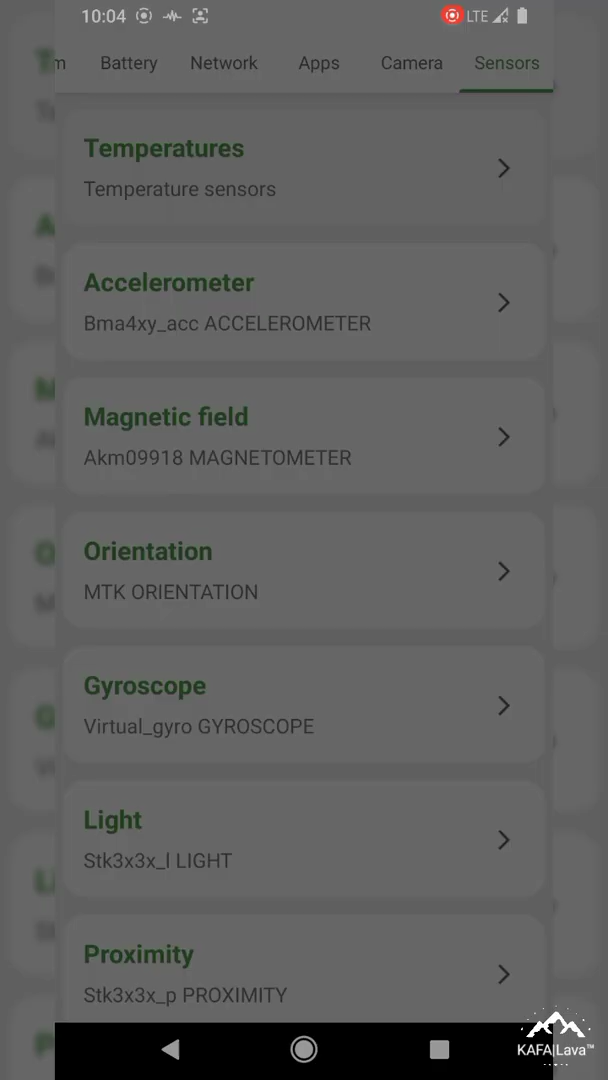 10:04 LTE
m Battery Network Apps Camera Sensors
Temperatures
Temperature sensors
Accelerometer
Bma4xy_acc ACCELEROMETER
Magnetic field
Akm09918 MAGNETOMETER
Orientation
MTK ORIENTATION
Gyroscope
Virtual_gyro GYROSCOPE
Light
Stk3x3x_l LIGHT
Proximity
Stk3x3x_p PROXIMITY
KAFA|Lava™